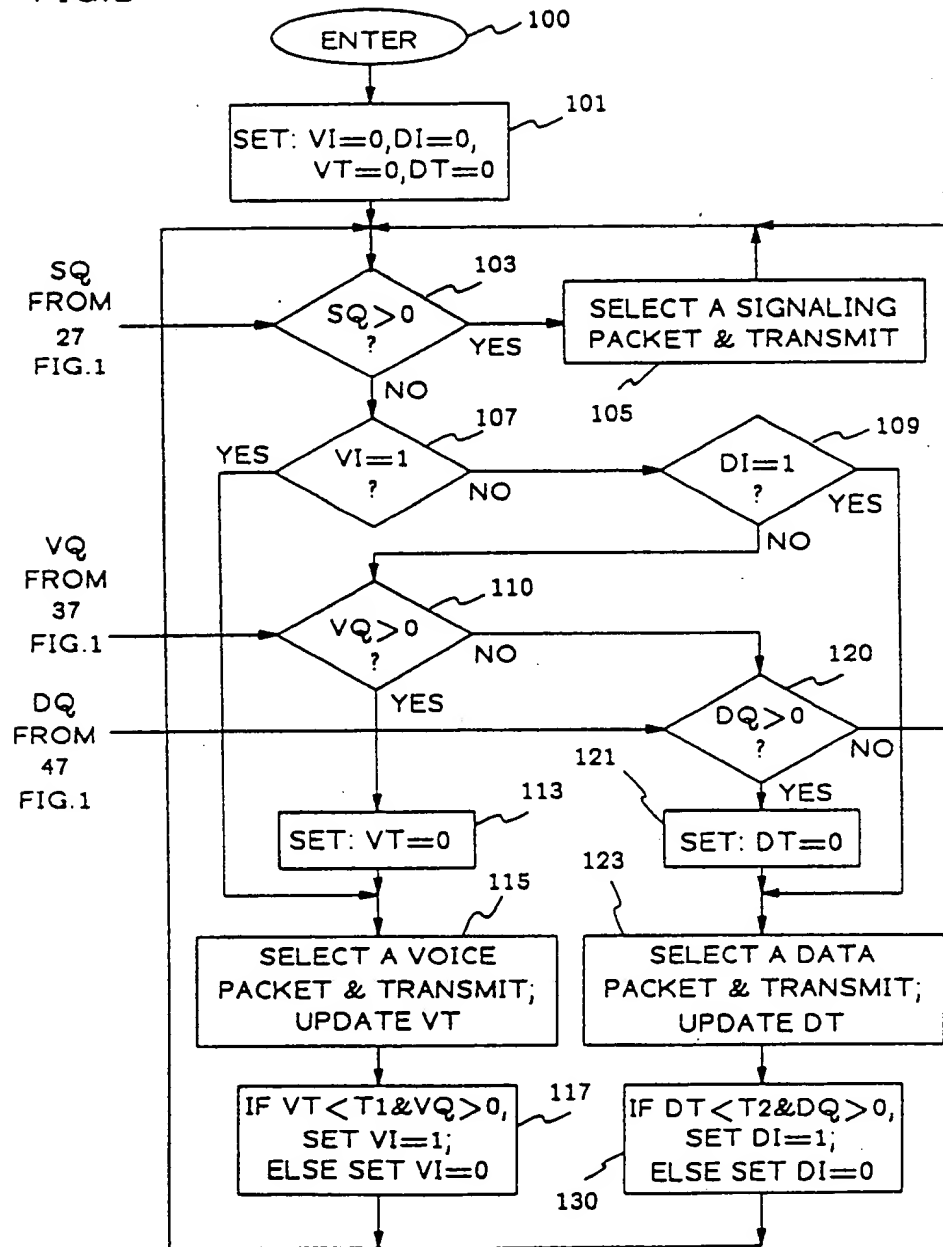 ENTER
100
101
SET: VI=0,DI=0,
VT=0,DT=0
SQ
FROM
27
FIG.1
103
SQ>0
?
YES
NO
SELECT A SIGNALING
PACKET & TRANSMIT
105
107
YES
VI=1
?
NO
109
DI=1
?
YES
NO
VQ
FROM
37
FIG.1
110
VQ>0
?
NO
YES
DQ
FROM
47
FIG.1
120
DQ>0
?
NO
YES
113
SET: VT=0
121
SET: DT=0
115
SELECT A VOICE
PACKET & TRANSMIT;
UPDATE VT
123
SELECT A DATA
PACKET & TRANSMIT;
UPDATE DT
IF VT<T1&VQ>0,
SET VI=1;
ELSE SET VI=0
117
IF DT<T2&DQ>0,
SET DI=1;
ELSE SET DI=0
130